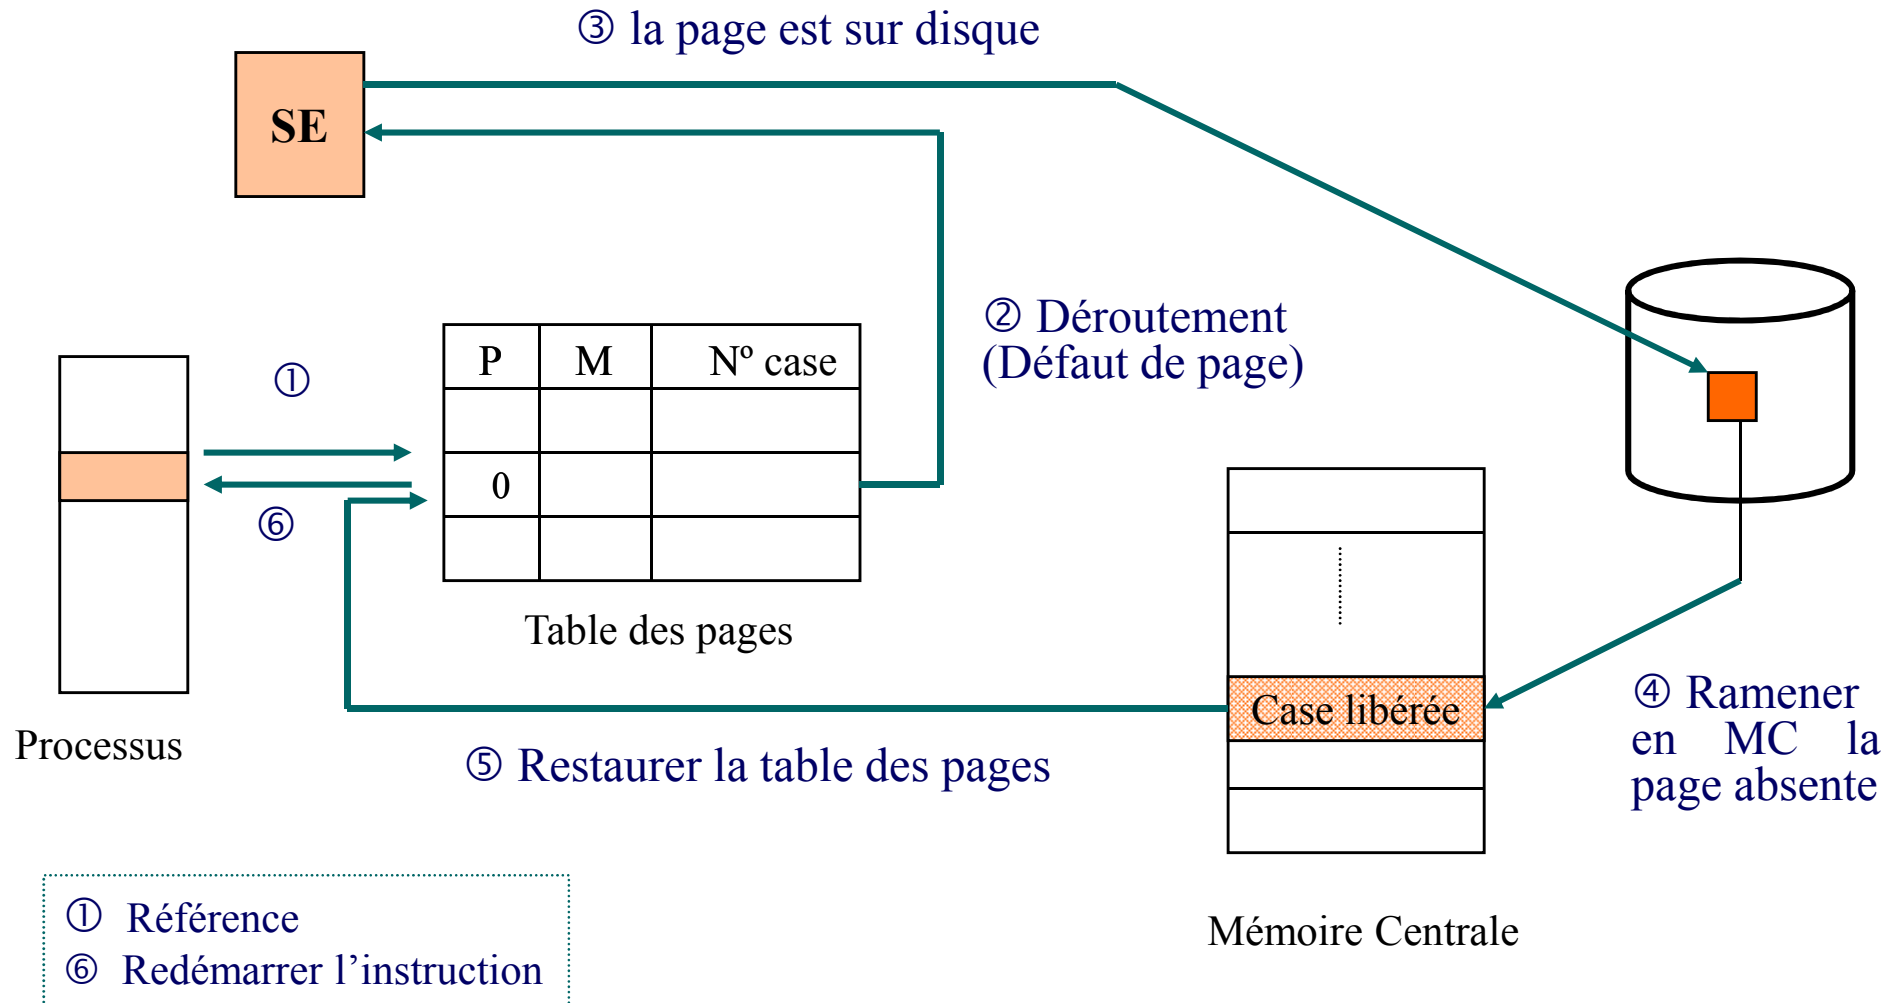 ③ la page est sur disque
SE
② Déroutement
(Défaut de page)
P M Nº case
①
0
⑥
Table des pages
Case libérée
④ Ramener
en MC la
page absente
Processus
⑤ Restaurer la table des pages
① Référence
⑥ Redémarrer l’instruction
Mémoire Centrale